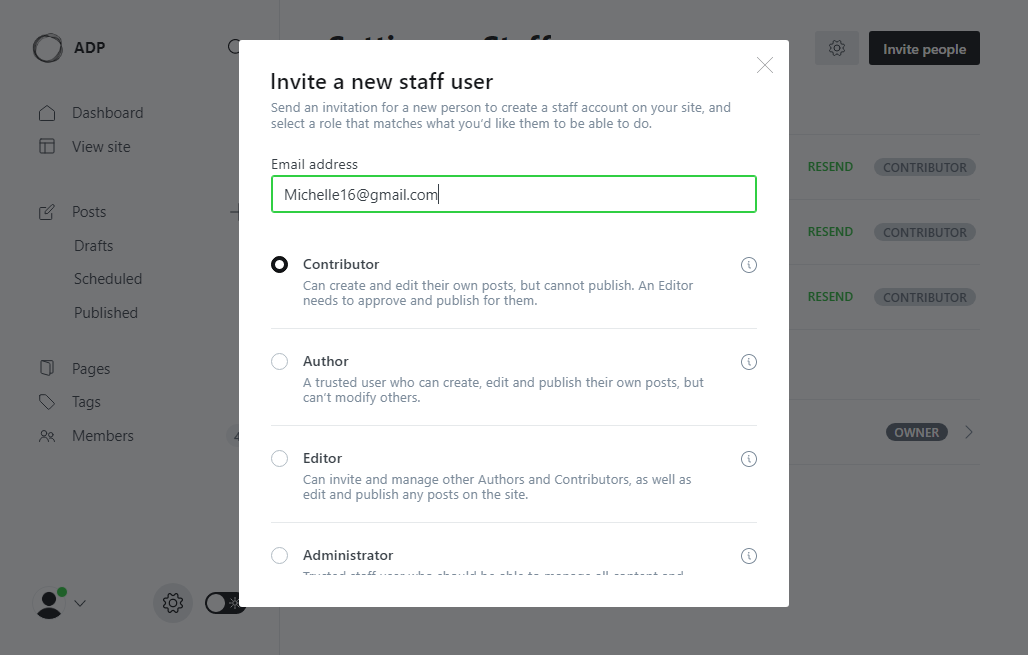 ADP
Invite people
Dashboard
View site
Posts
Drafts
Scheduled
Published
Pages
Tags
Members
Invite a new staff user
Send an invitation for a new person to create a staff account on your site, and
select a role that matches what you’d like them to be able to do.
Email address
Michelle16@gmail.com
Contributor
Can create and edit their own posts, but cannot publish. An Editor
needs to approve and publish for them.
Author
A trusted user who can create, edit and publish their own posts, but
can’t modify others.
Editor
Can invite and manage other Authors and Contributors, as well as
edit and publish any posts on the site.
Administrator
RESEND CONTRIBUTOR
RESEND CONTRIBUTOR
RESEND CONTRIBUTOR
OWNER